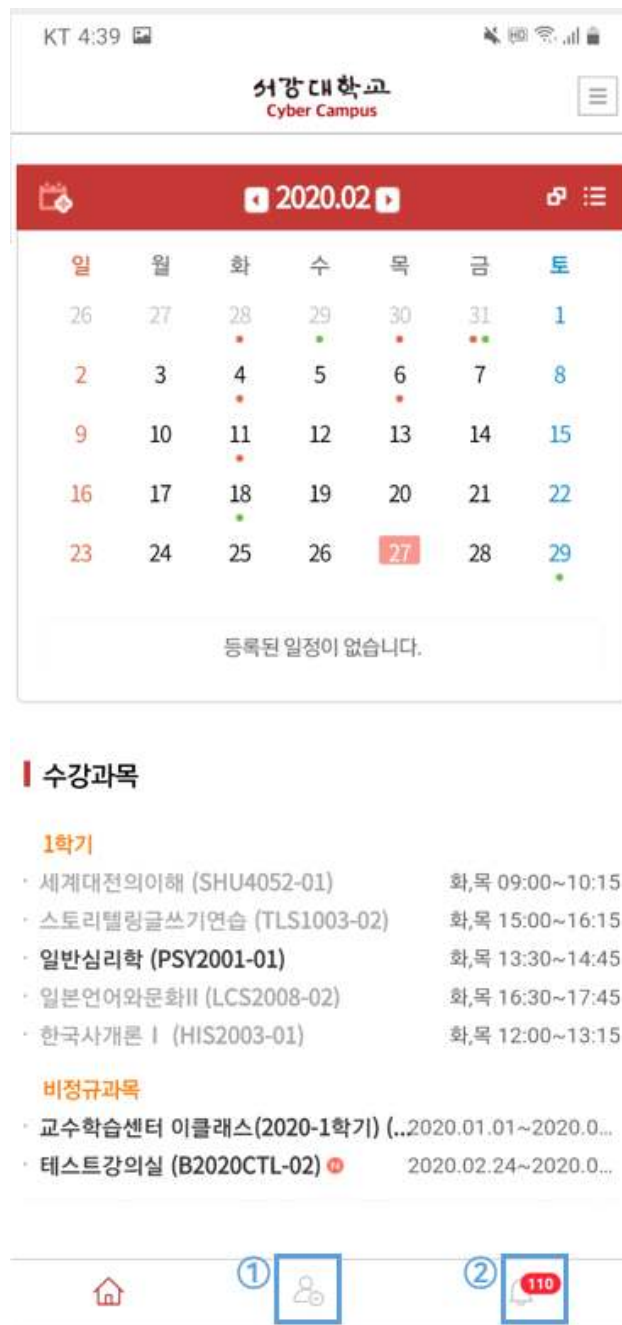 KT 4:39
서강대학교
Cyber Campus
2020.02
일 월 화 수 목 금 토
26 27 28 29 30 31 1
2 3 4 5 6 7 8
9 10 11 12 13 14 15
16 17 18 19 20 21 22
23 24 25 26 27 28 29
등록된 일정이 없습니다.
수강과목
1학기
· 세계대전의이해 (SHU4052-01) 화,목 09:00~10:15
· 스토리텔링글쓰기연습 (TLS1003-02) 화,목 15:00~16:15
· 일반심리학 (PSY2001-01) 화,목 13:30~14:45
· 일본언어와문화II (LCS2008-02) 화,목 16:30~17:45
· 한국사개론Ⅰ (HIS2003-01) 화,목 12:00~13:15
비정규과목
· 교수학습센터 이클래스(2020-1학기) (... 2020.01.01~2020.0...
· 테스트강의실 (B2020CTL-02) N 2020.02.24~2020.0...
① ② 110